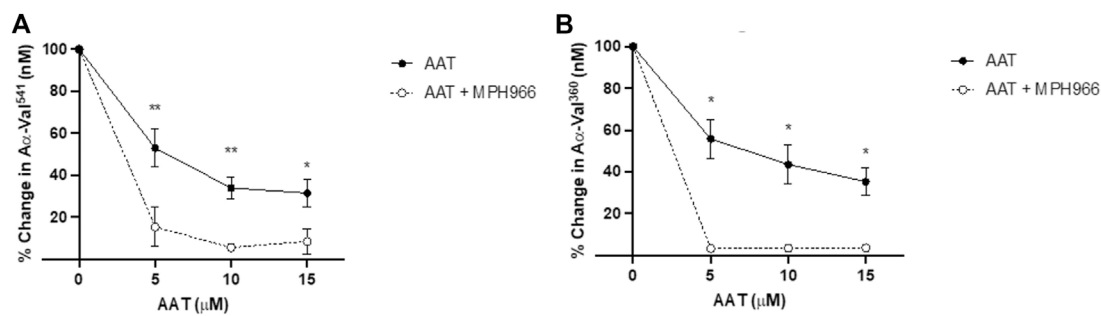 A
% Change in Aα-Val541 (nM)
100
80
60
40
20
**
**
*
0
5
10
15
AAT (μM)
AAT
AAT + MPH966
B
% Change in Aα-Val360 (nM)
100
80
60
40
20
*
*
*
0
5
10
15
AAT (μM)
AAT
AAT + MPH966